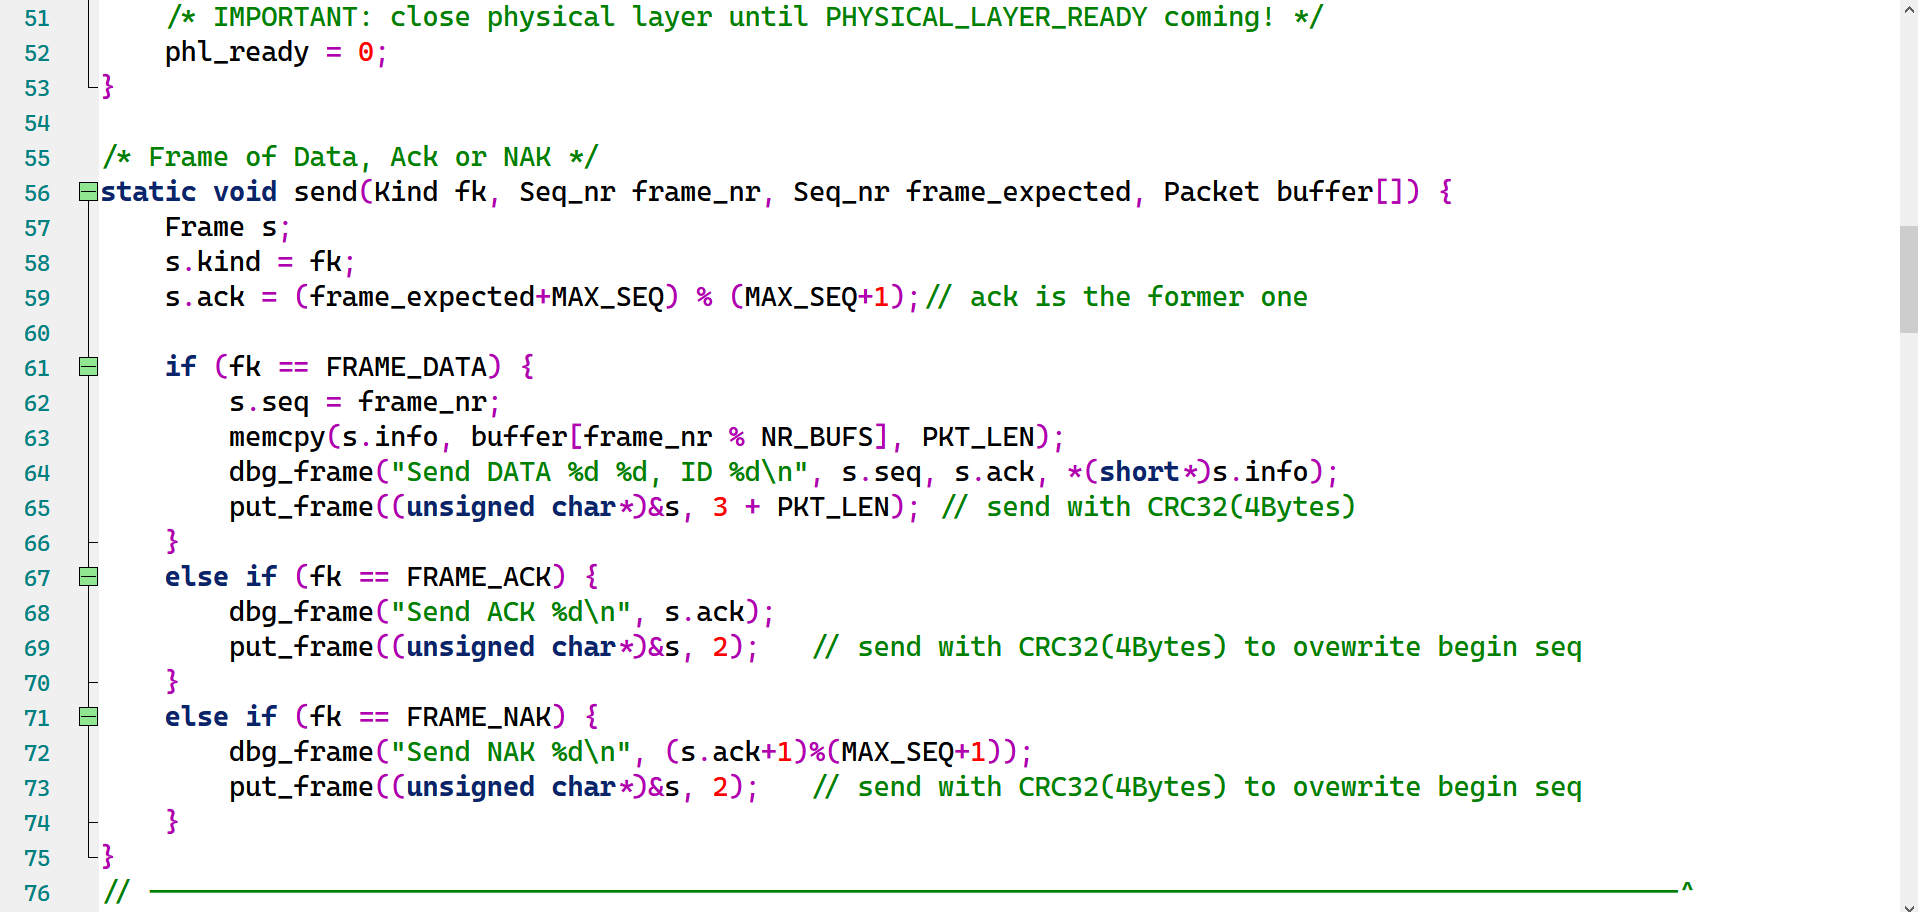 51 /* IMPORTANT: close physical layer until PHYSICAL_LAYER_READY coming! */
52 phl_ready = 0;
53 }
54
55 /* Frame of Data, Ack or NAK */
56 static void send(Kind fk, Seq_nr frame_nr, Seq_nr frame_expected, Packet buffer[]) {
57 Frame s;
58 s.kind = fk;
59 s.ack = (frame_expected+MAX_SEQ) % (MAX_SEQ+1);// ack is the former one
60
61 if (fk == FRAME_DATA) {
62 s.seq = frame_nr;
63 memcpy(s.info, buffer[frame_nr % NR_BUFS], PKT_LEN);
64 dbg_frame("Send DATA %d %d, ID %d\n", s.seq, s.ack, *(short*)s.info);
65 put_frame((unsigned char*)&s, 3 + PKT_LEN); // send with CRC32(4Bytes)
66 }
67 else if (fk == FRAME_ACK) {
68 dbg_frame("Send ACK %d\n", s.ack);
69 put_frame((unsigned char*)&s, 2); // send with CRC32(4Bytes) to ovewrite begin seq
70 }
71 else if (fk == FRAME_NAK) {
72 dbg_frame("Send NAK %d\n", (s.ack+1)%(MAX_SEQ+1));
73 put_frame((unsigned char*)&s, 2); // send with CRC32(4Bytes) to ovewrite begin seq
74 }
75 }
76 // ———————————————————————————————^